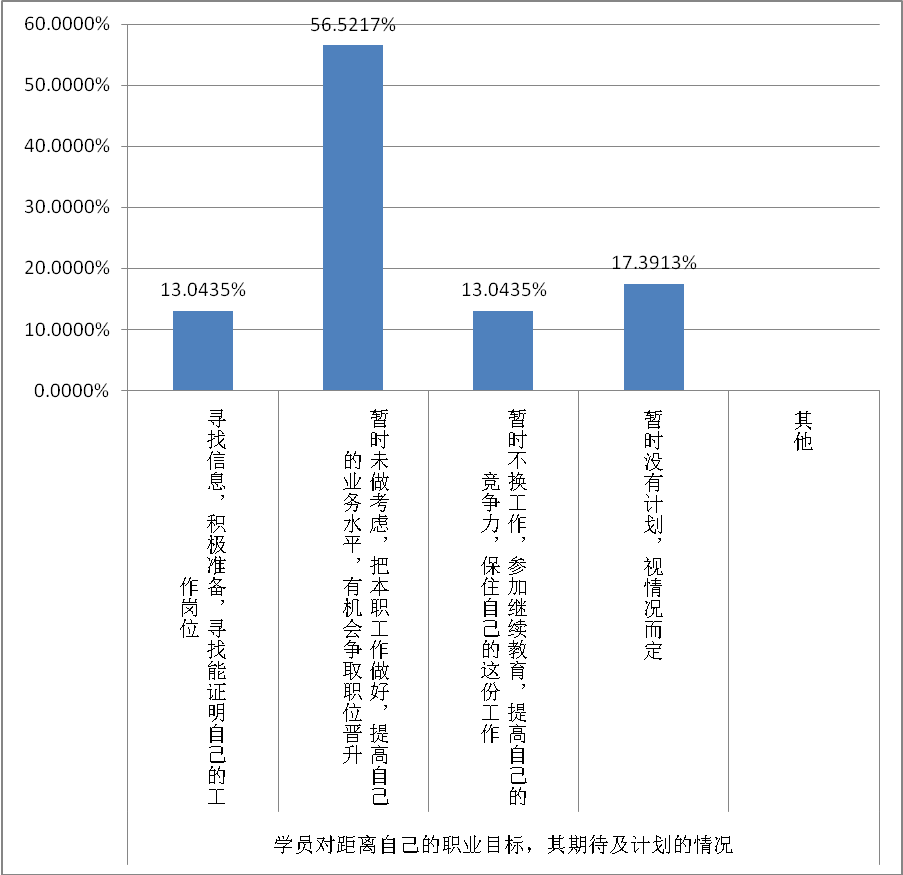 60.0000%
50.0000%
40.0000%
30.0000%
20.0000%
10.0000%
0.0000%
13.0435%
56.5217%
13.0435%
17.3913%
寻找信息，积极准备，寻找能证明自己的工
作岗位
暂时未做考虑，把本职工作做好，提高自己
的业务水平，有机会争取职位晋升
暂时不换工作，参加继续教育，提高自己的
竞争力，保住自己的这份工作
暂时没有计划，视情况而定
其他
学员对距离自己的职业目标，其期待及计划的情况